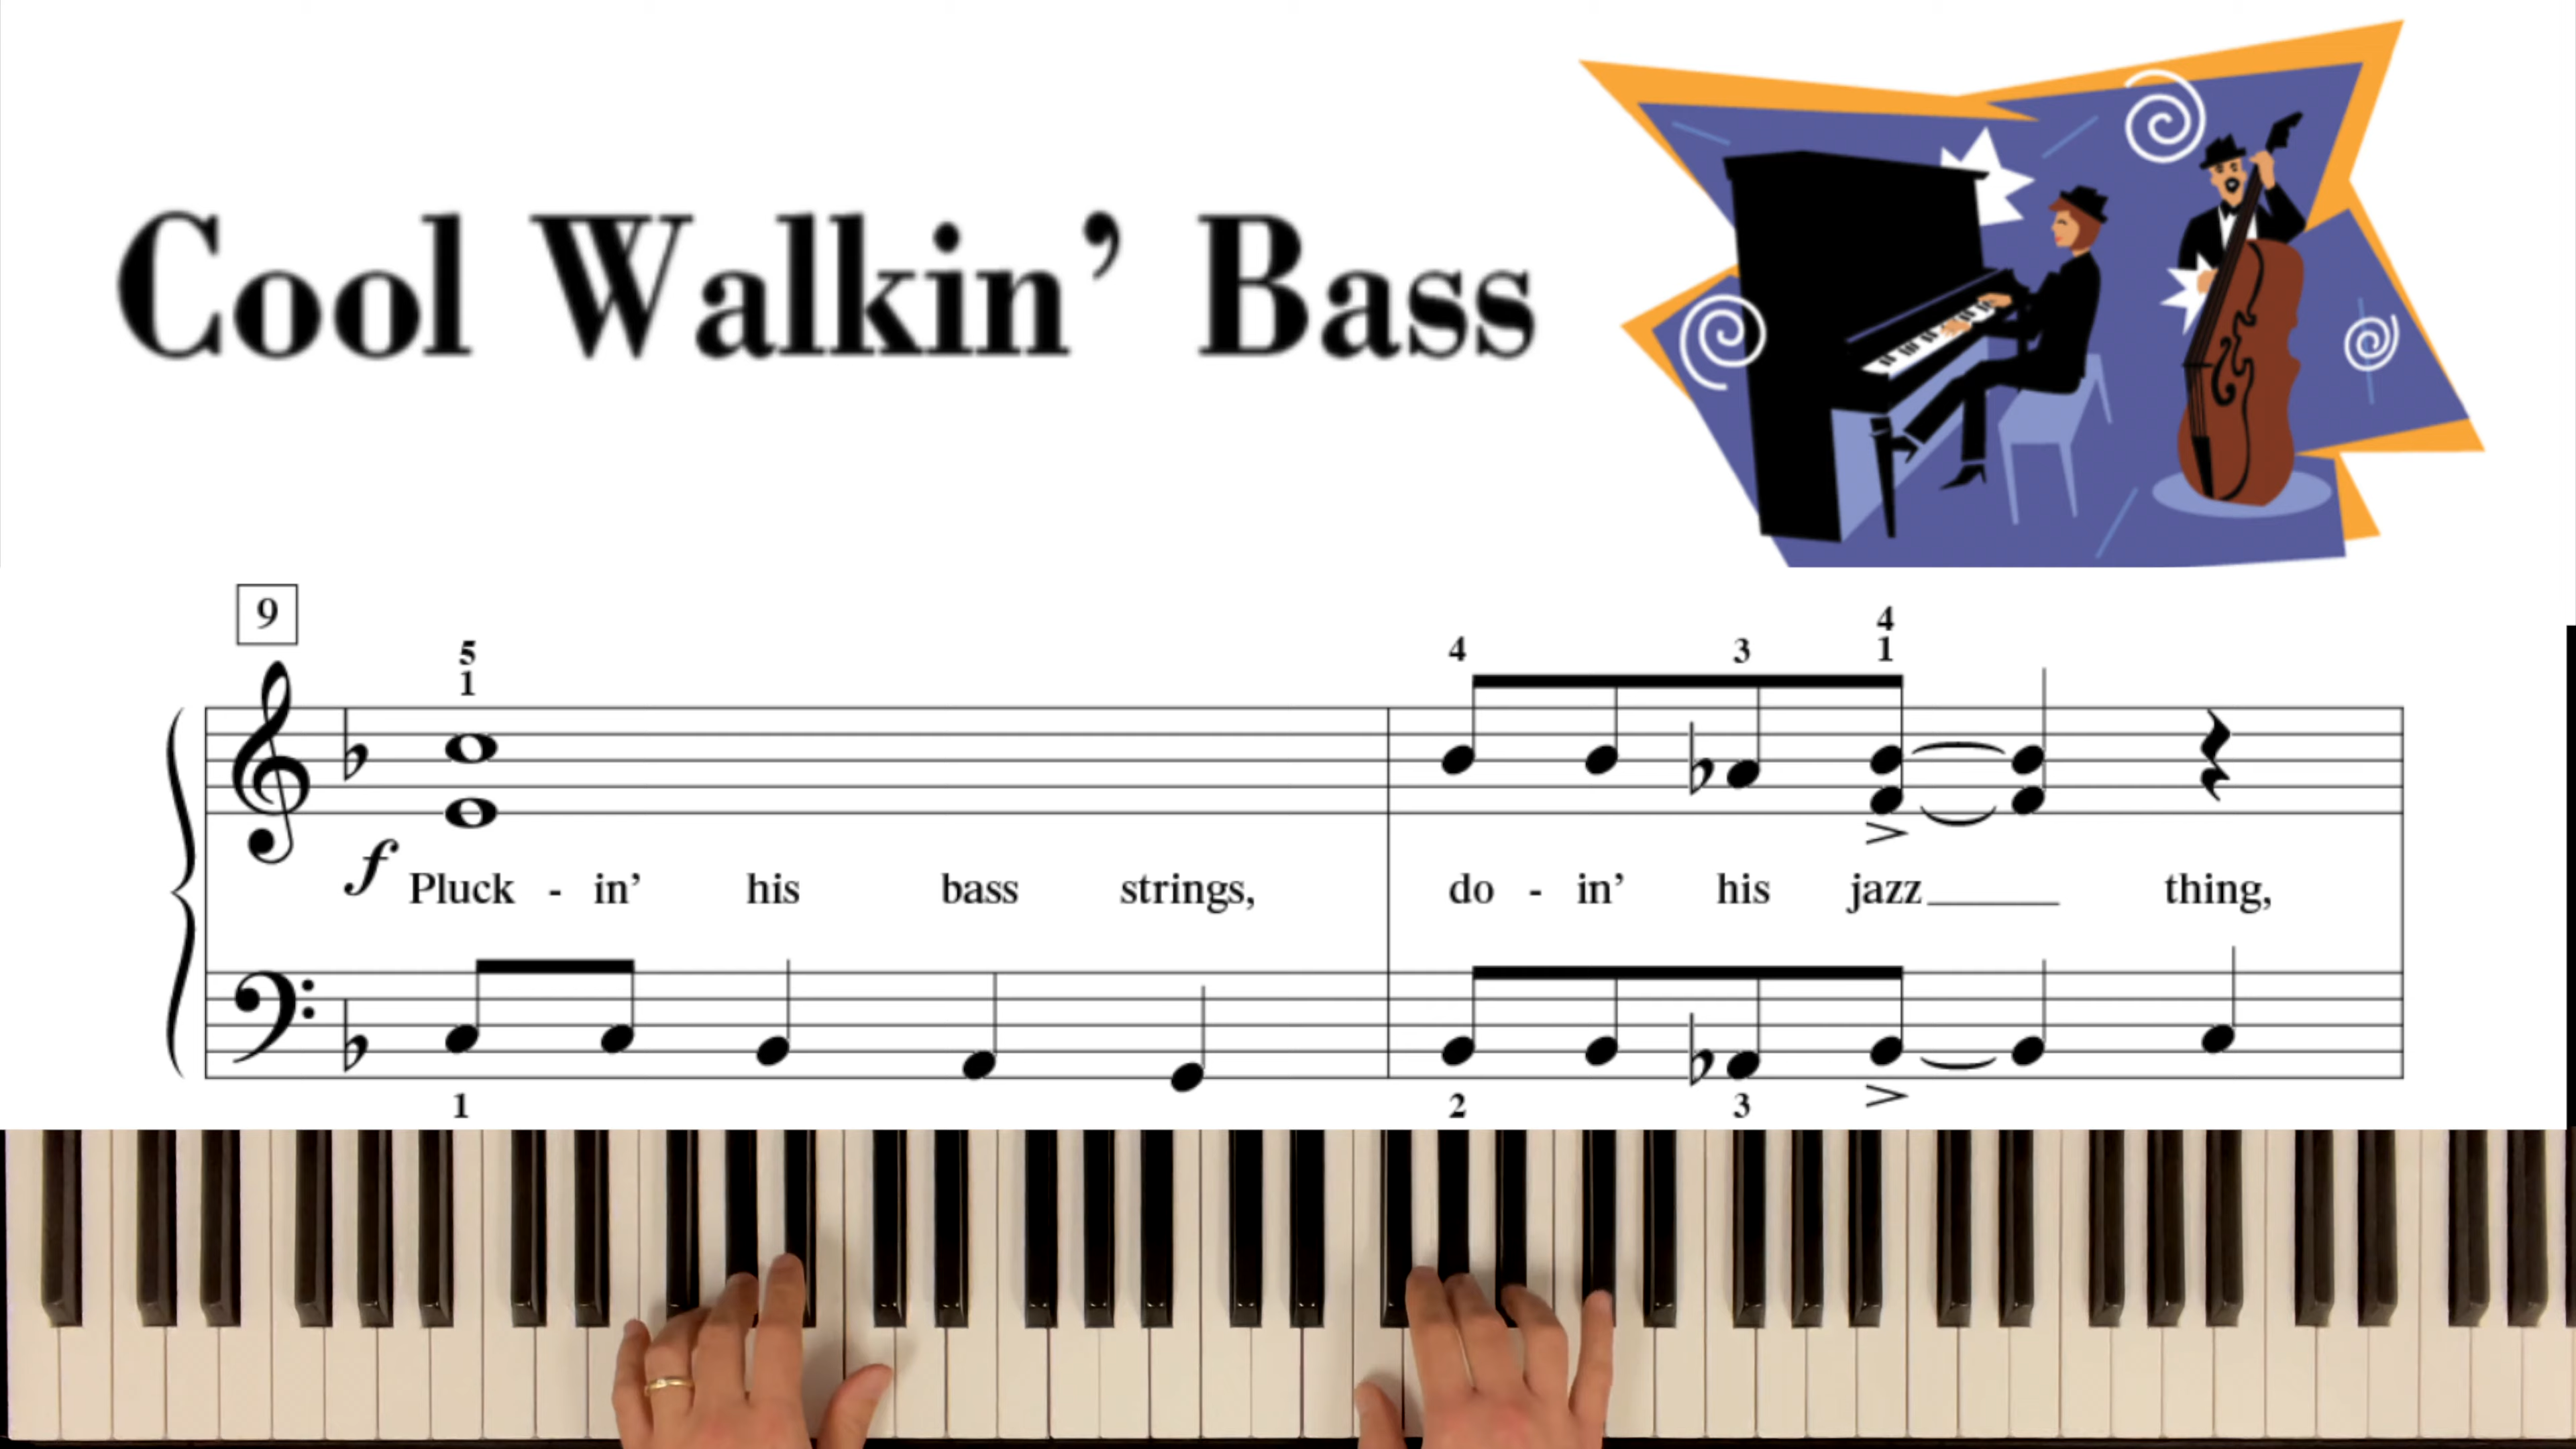 Cool Walkin’ Bass
9
5
1
4 3 4
1
f Pluck - in’ his bass strings, do - in’ his jazz____ thing,
1 2 3